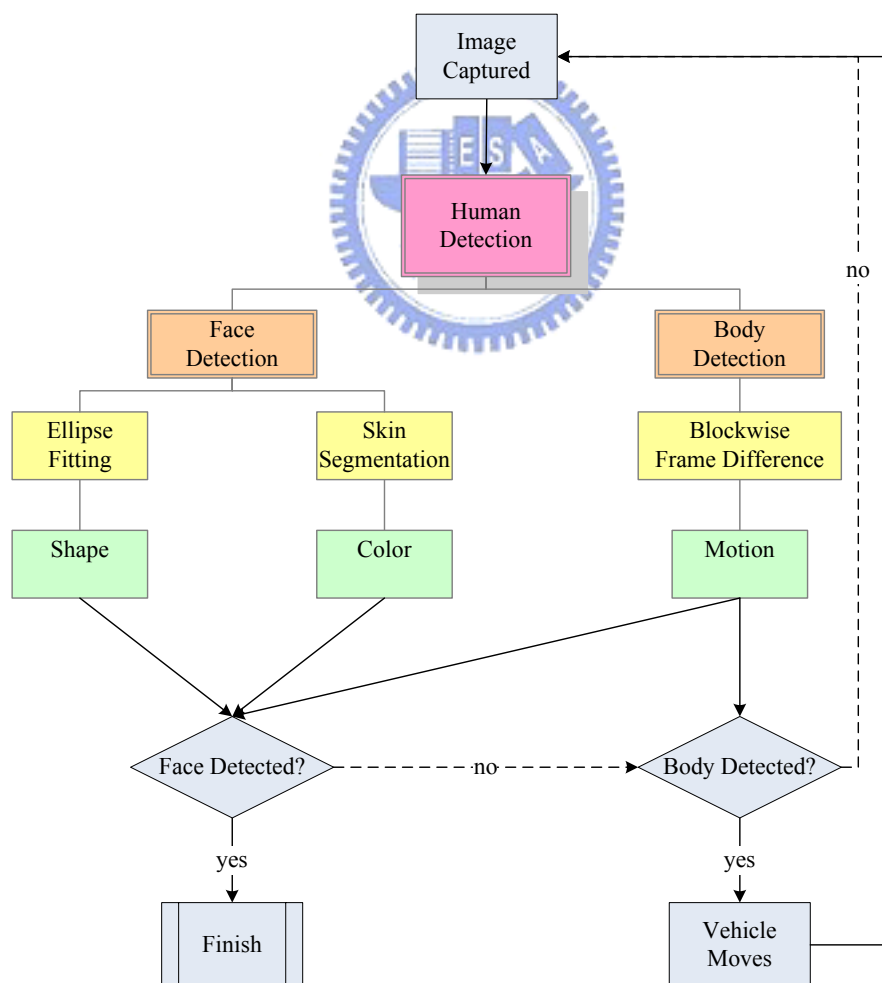 Image
Captured
E S A
Human
Detection
no
Face
Detection
Body
Detection
Ellipse
Fitting
Skin
Segmentation
Blockwise
Frame Difference
Shape
Color
Motion
Face Detected?
no
Body Detected?
yes
yes
Finish
Vehicle
Moves